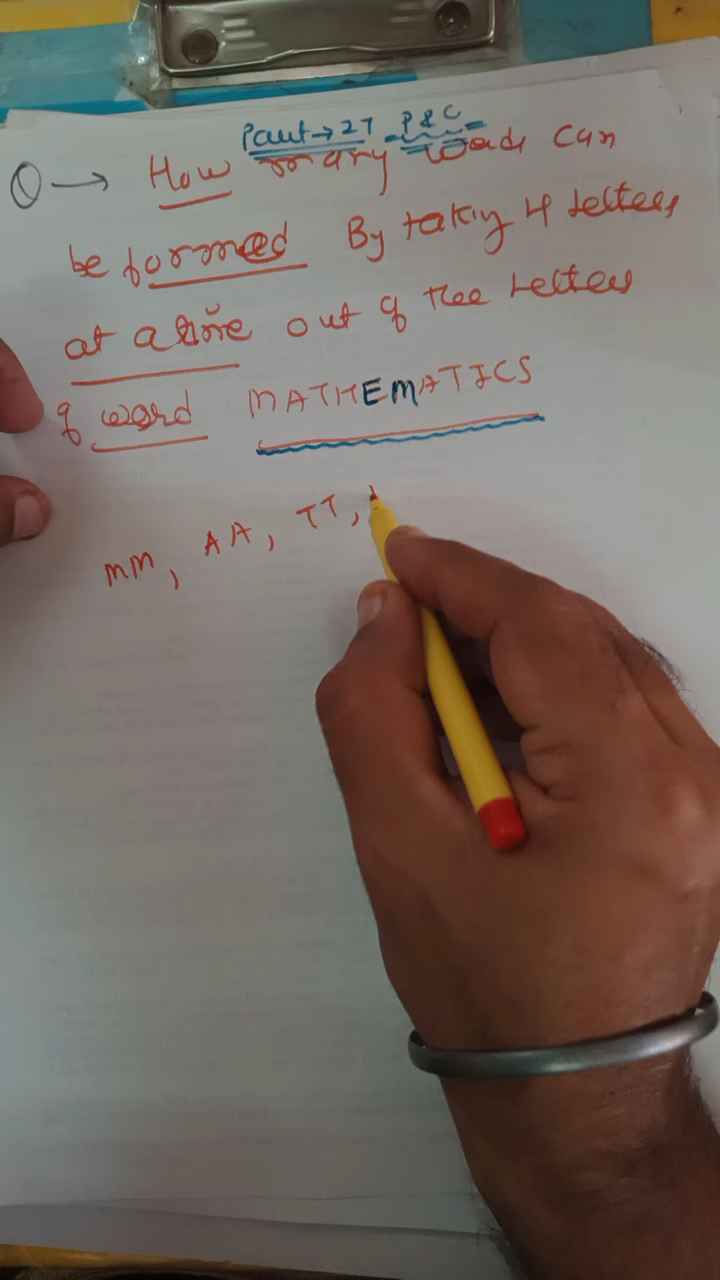 Part → 27 P & C
Q → How many words can
be formed By taking 4 letters
at a time out of the letters
of word MATHEMATICS
MM, AA, TT,